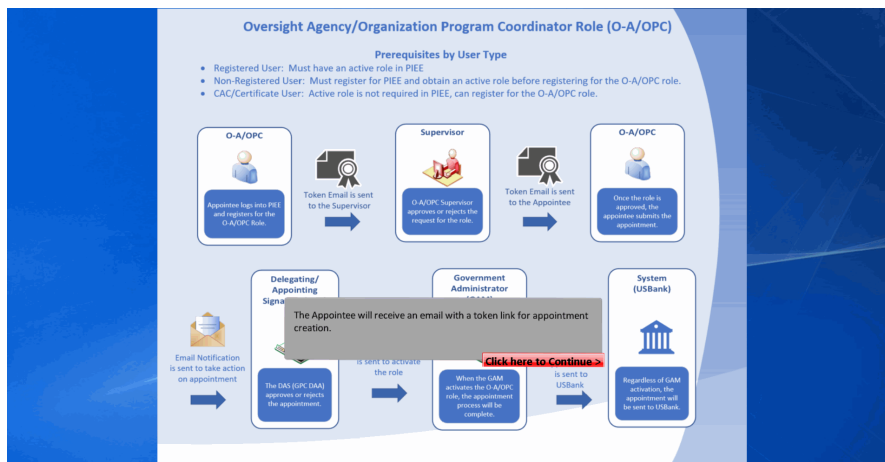 Oversight Agency/Organization Program Coordinator Role (O-A/OPC)
Prerequisites by User Type
• Registered User: Must have an active role in PIEE
• Non-Registered User: Must register for PIEE and obtain an active role before registering for the O-A/OPC role.
• CAC/Certificate User: Active role is not required in PIEE, can register for the O-A/OPC role.
O-A/OPC
Appointee logs into PIEE
and registers for the
O-A/OPC Role.
Token Email is sent
to the Supervisor
Supervisor
O-A/OPC Supervisor
approves or rejects the
request for the role.
Token Email is sent
to the Appointee
O-A/OPC
Once the role is
approved, the
appointee submits the
appointment.
Email Notification
is sent to take action
on appointment
Delegating/
Appointing
Signa
The DAS (GPC DAA)
approves or rejects
the appointment.
is sent to activate
the role
Government
Administrator
When the GAM
activates the O-A/OPC
role, the appointment
process will be
complete.
is sent to
USBank
System
(USBank)
Regardless of GAM
activation, the
appointment will
be sent to USBank.
The Appointee will receive an email with a token link for appointment
creation.
Click here to Continue >